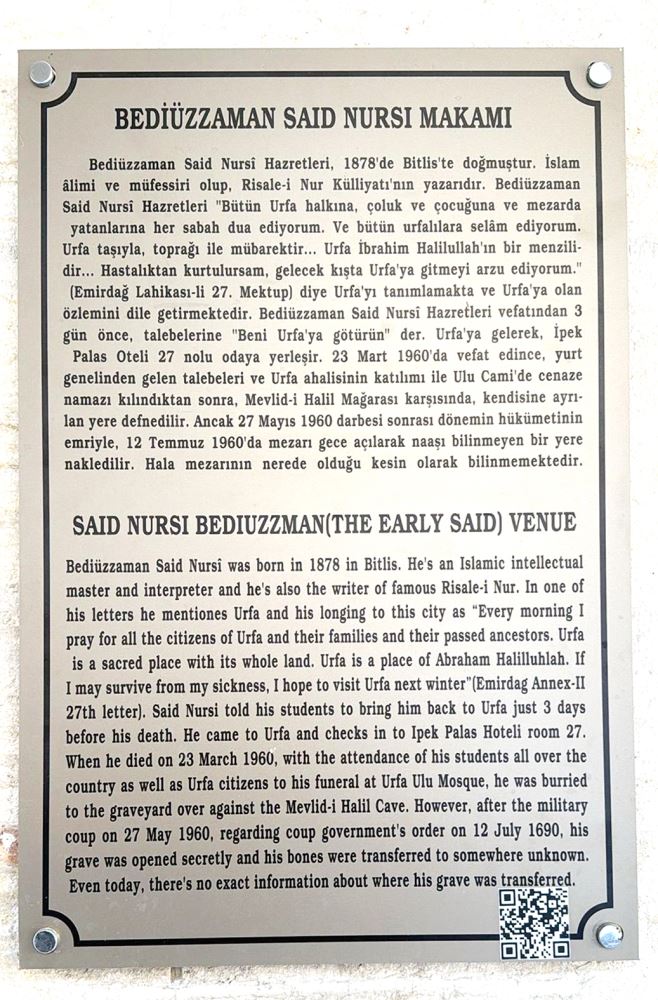 BEDİÜZZAMAN SAID NURSI MAKAMI
Bediüzzaman Said Nursî Hazretleri, 1878'de Bitlis'te doğmuştur. İslam
âlimi ve müfessiri olup, Risale-i Nur Külliyatı'nın yazarıdır. Bediüzzaman
Said Nursî Hazretleri "Bütün Urfa halkına, çoluk ve çocuğuna ve mezarda
yatanlarına her sabah dua ediyorum. Ve bütün urfalılara selâm ediyorum.
Urfa taşıyla, toprağı ile mübarektir... Urfa İbrahim Halilullah'ın bir menzili-
dir... Hastalıktan kurtulursam, gelecek kışta Urfa'ya gitmeyi arzu ediyorum."
(Emirdağ Lahikası-li 27. Mektup) diye Urfa'yı tanımlamakta ve Urfa'ya olan
özlemini dile getirmektedir. Bediüzzaman Said Nursî Hazretleri vefatından 3
gün önce, talebelerine "Beni Urfa'ya götürün" der. Urfa'ya gelerek, İpek
Palas Oteli 27 nolu odaya yerleşir. 23 Mart 1960'da vefat edince, yurt
genelinden gelen talebeleri ve Urfa ahalisinin katılımı ile Ulu Cami'de cenaze
namazı kılındıktan sonra, Mevlid-i Halil Mağarası karşısında, kendisine ayrı-
lan yere defnedilir. Ancak 27 Mayıs 1960 darbesi sonrası dönemin hükümetinin
emriyle, 12 Temmuz 1960'da mezarı gece açılarak naaşı bilinmeyen bir yere
nakledilir. Hala mezarının nerede olduğu kesin olarak bilinmemektedir.
SAID NURSI BEDIUZZMAN(THE EARLY SAID) VENUE
Bediüzzaman Said Nursî was born in 1878 in Bitlis. He's an Islamic intellectual
master and interpreter and he's also the writer of famous Risale-i Nur. In one of
his letters he mentiones Urfa and his longing to this city as “Every morning I
pray for all the citizens of Urfa and their families and their passed ancestors. Urfa
is a sacred place with its whole land. Urfa is a place of Abraham Halilluhlah. If
I may survive from my sickness, I hope to visit Urfa next winter”(Emirdag Annex-II
27th letter). Said Nursi told his students to bring him back to Urfa just 3 days
before his death. He came to Urfa and checks in to Ipek Palas Hoteli room 27.
When he died on 23 March 1960, with the attendance of his students all over the
country as well as Urfa citizens to his funeral at Urfa Ulu Mosque, he was burried
to the graveyard over against the Mevlid-i Halil Cave. However, after the military
coup on 27 May 1960, regarding coup government's order on 12 July 1690, his
grave was opened secretly and his bones were transferred to somewhere unknown.
Even today, there's no exact information about where his grave was transferred.